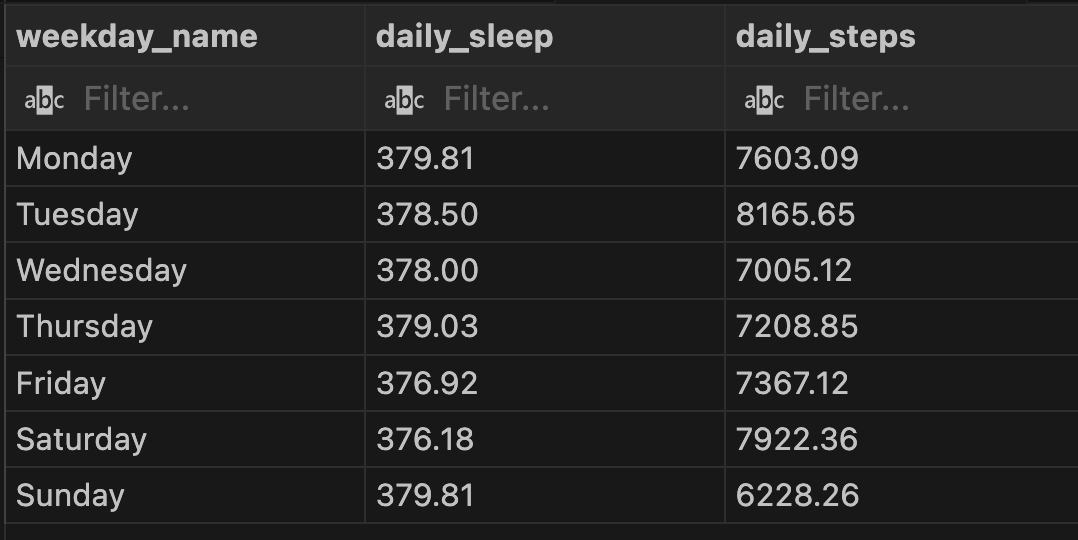 weekday_name daily_sleep daily_steps
abc Filter... abc Filter... abc Filter...
Monday 379.81 7603.09
Tuesday 378.50 8165.65
Wednesday 378.00 7005.12
Thursday 379.03 7208.85
Friday 376.92 7367.12
Saturday 376.18 7922.36
Sunday 379.81 6228.26